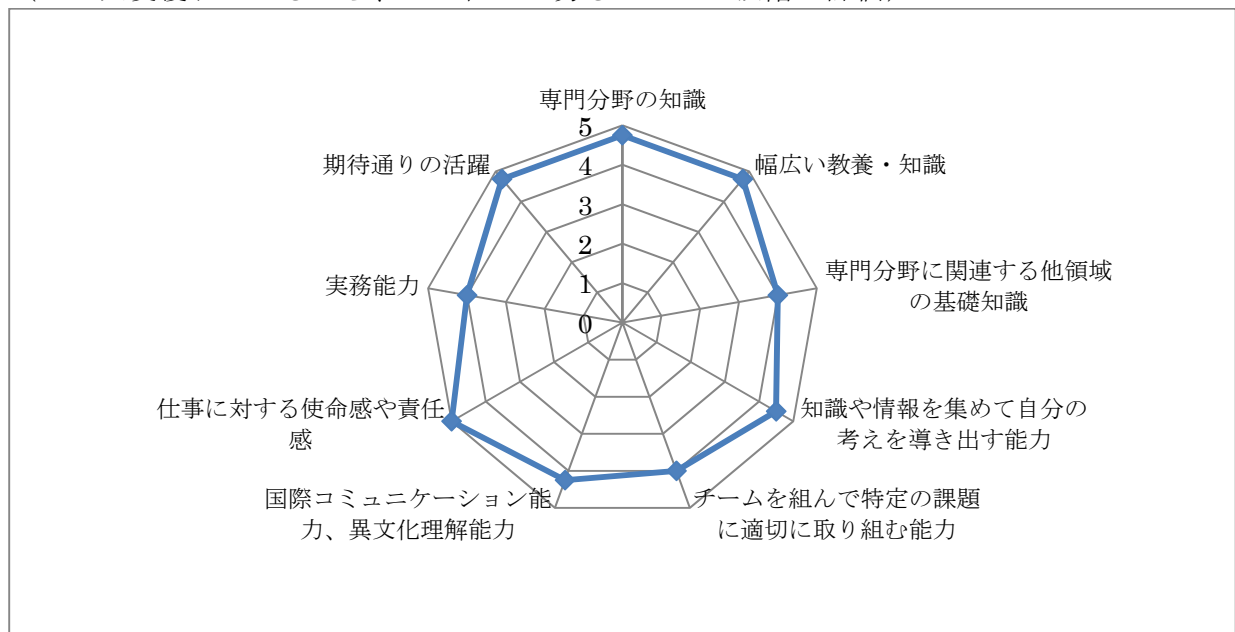 専門分野の知識
幅広い教養・知識
専門分野に関連する他領域
の基礎知識
知識や情報を集めて自分の
考えを導き出す能力
チームを組んで特定の課題
に適切に取り組む能力
国際コミュニケーション能
力、異文化理解能力
仕事に対する使命感や責任
感
実務能力
期待通りの活躍
5
4
3
2
1
0